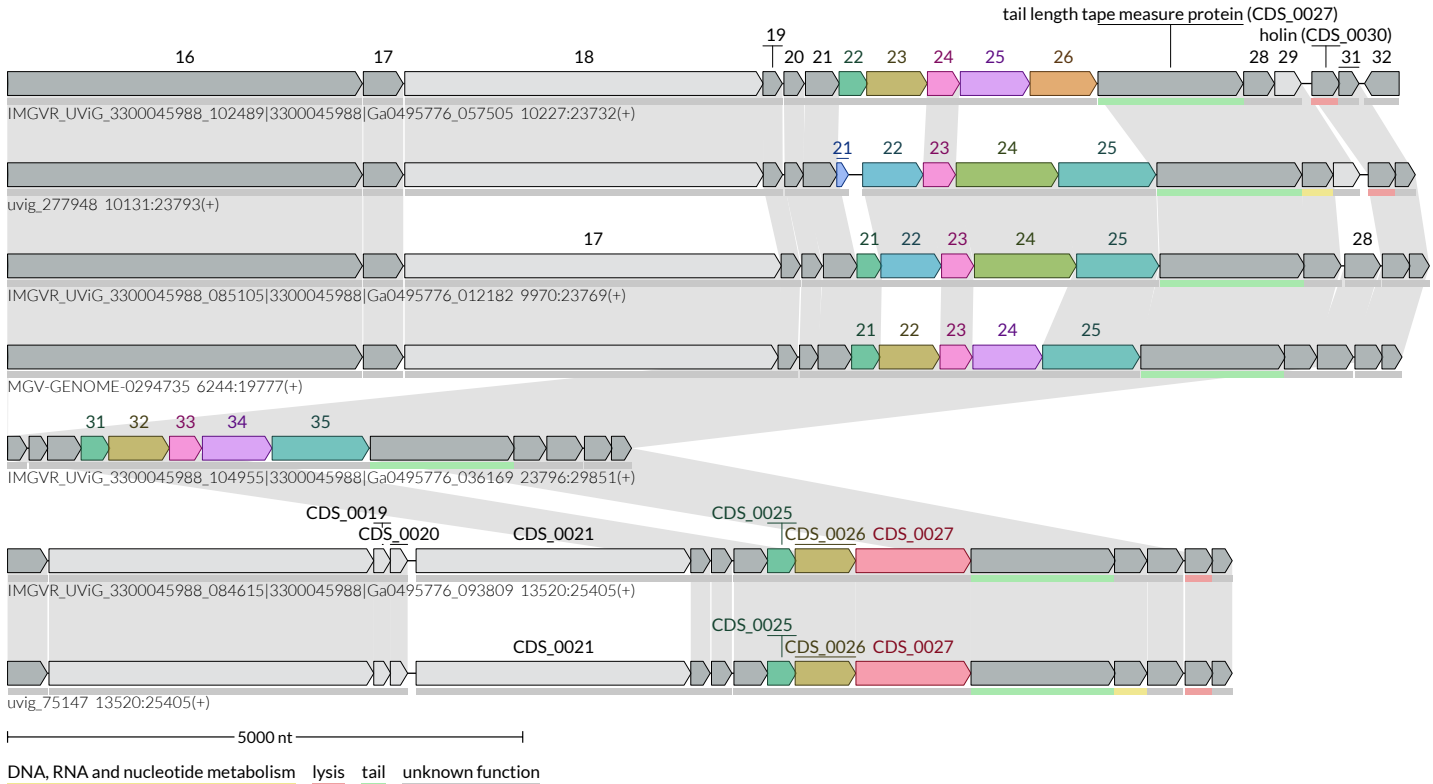 tail length tape measure protein (CDS_0027)
19 holin (CDS_0030)
16 17 18 20 21 22 23 24 25 26 28 29 31 32
IMGVR_UViG_3300045988_102489|3300045988|Ga0495776_057505 10227:23732(+)
21 22 23 24 25
uvig_277948 10131:23793(+)
17 21 22 23 24 25 28
IMGVR_UViG_3300045988_085105|3300045988|Ga0495776_012182 9970:23769(+)
21 22 23 24 25
MGV-GENOME-0294735 6244:19777(+)
31 32 33 34 35
IMGVR_UViG_3300045988_104955|3300045988|Ga0495776_036169 23796:29851(+)
CDS_0019 CDS_0025
CDS_0020 CDS_0021 CDS_0026 CDS_0027
IMGVR_UViG_3300045988_084615|3300045988|Ga0495776_093809 13520:25405(+)
CDS_0025
CDS_0021 CDS_0026 CDS_0027
uvig_75147 13520:25405(+)
5000 nt
DNA, RNA and nucleotide metabolism lysis tail unknown function